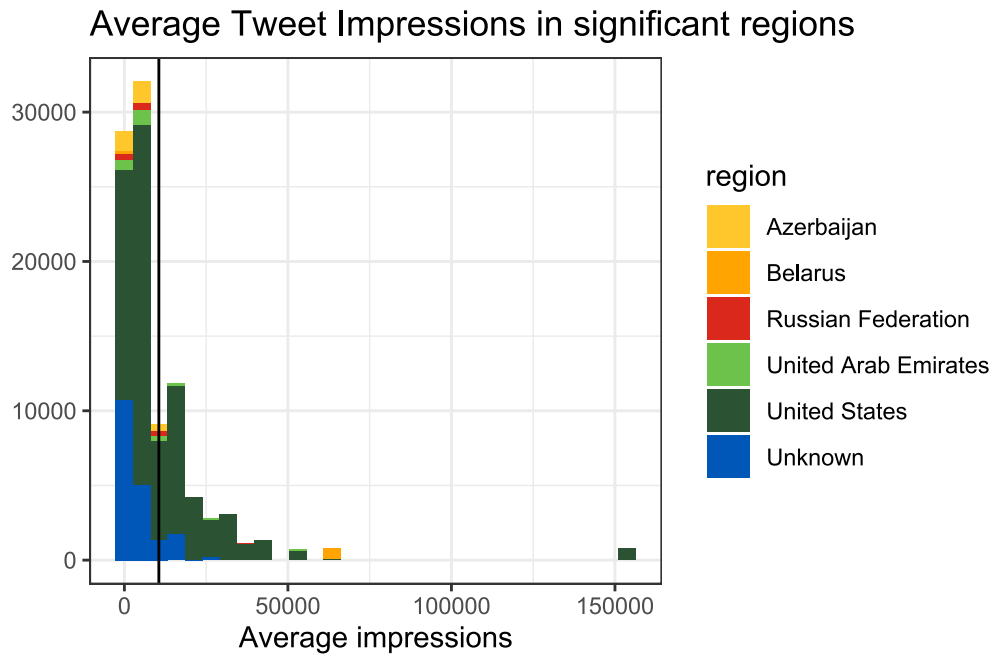 Average Tweet Impressions in significant regions
30000
20000
10000
0
0
50000
100000
150000
Average impressions
region
Azerbaijan
Belarus
Russian Federation
United Arab Emirates
United States
Unknown